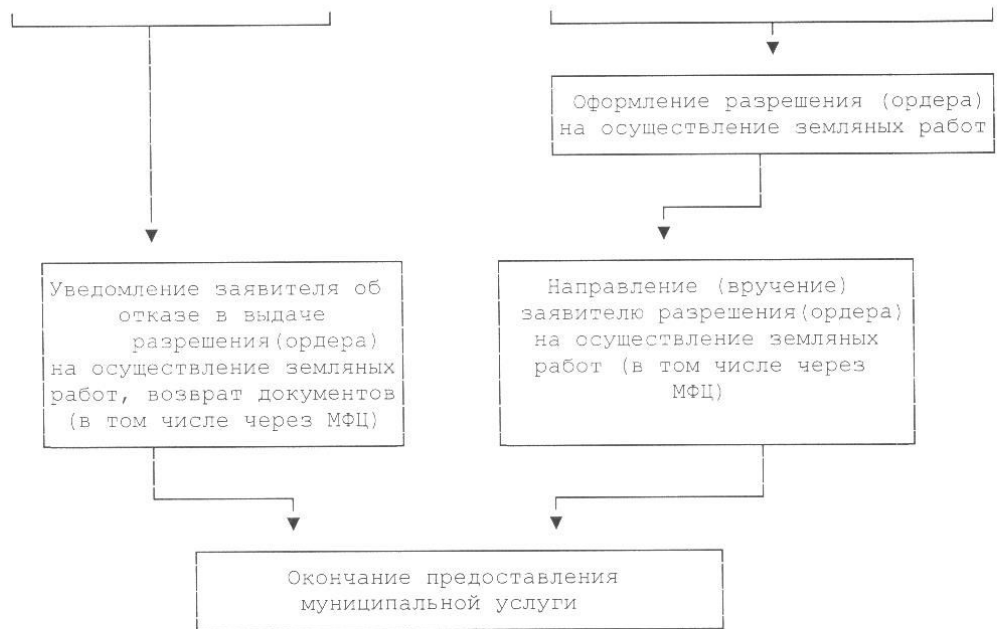 Оформление разрешения (ордера)
на осуществление земляных работ
Уведомление заявителя об
отказе в выдаче
разрешения(ордера)
на осуществление земляных
работ, возврат документов
(в том числе через МФЦ)
Направление (вручение)
заявителю разрешения(ордера)
на осуществление земляных
работ (в том числе через
МФЦ)
Окончание предоставления
муниципальной услуги